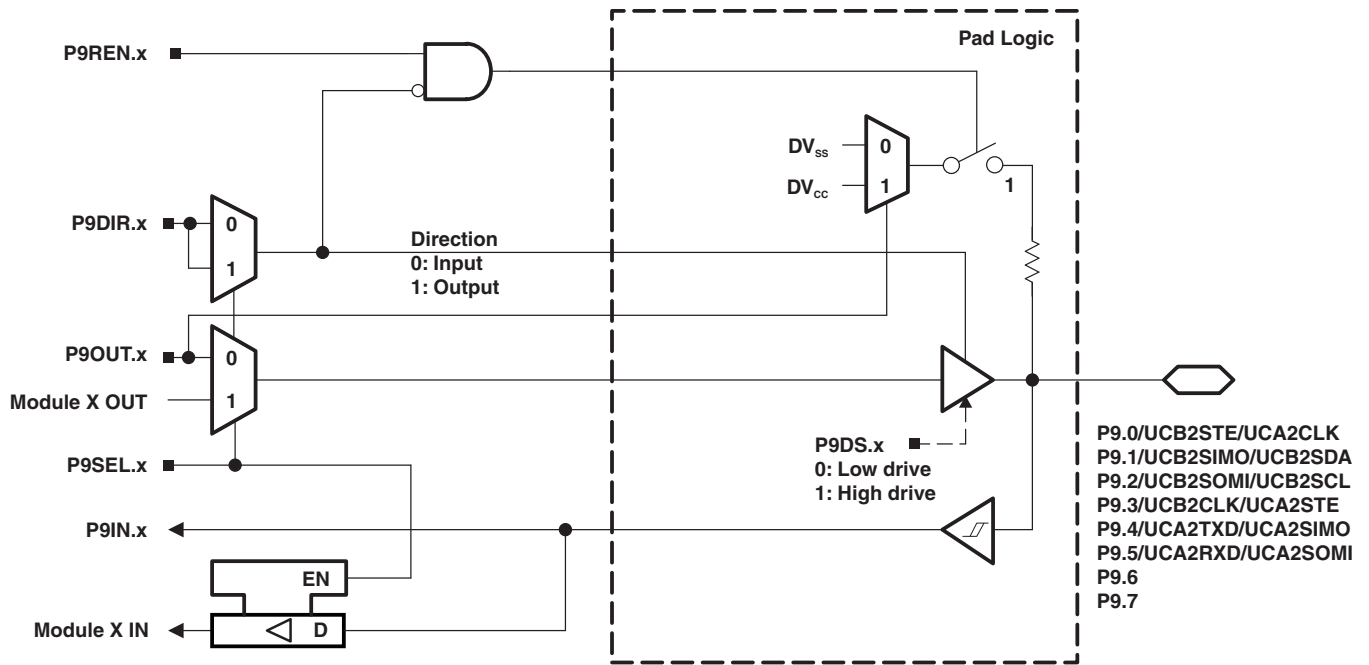 Pad Logic
P9REN.x
DVSS
0
DVCC
1
1
P9DIR.x
0
1
Direction
0: Input
1: Output
P9OUT.x
0
Module X OUT
1
P9SEL.x
P9DS.x
0: Low drive
1: High drive
P9IN.x
EN
Module X IN
D
P9.0/UCB2STE/UCA2CLK
P9.1/UCB2SIMO/UCB2SDA
P9.2/UCB2SOMI/UCB2SCL
P9.3/UCB2CLK/UCA2STE
P9.4/UCA2TXD/UCA2SIMO
P9.5/UCA2RXD/UCA2SOMI
P9.6
P9.7